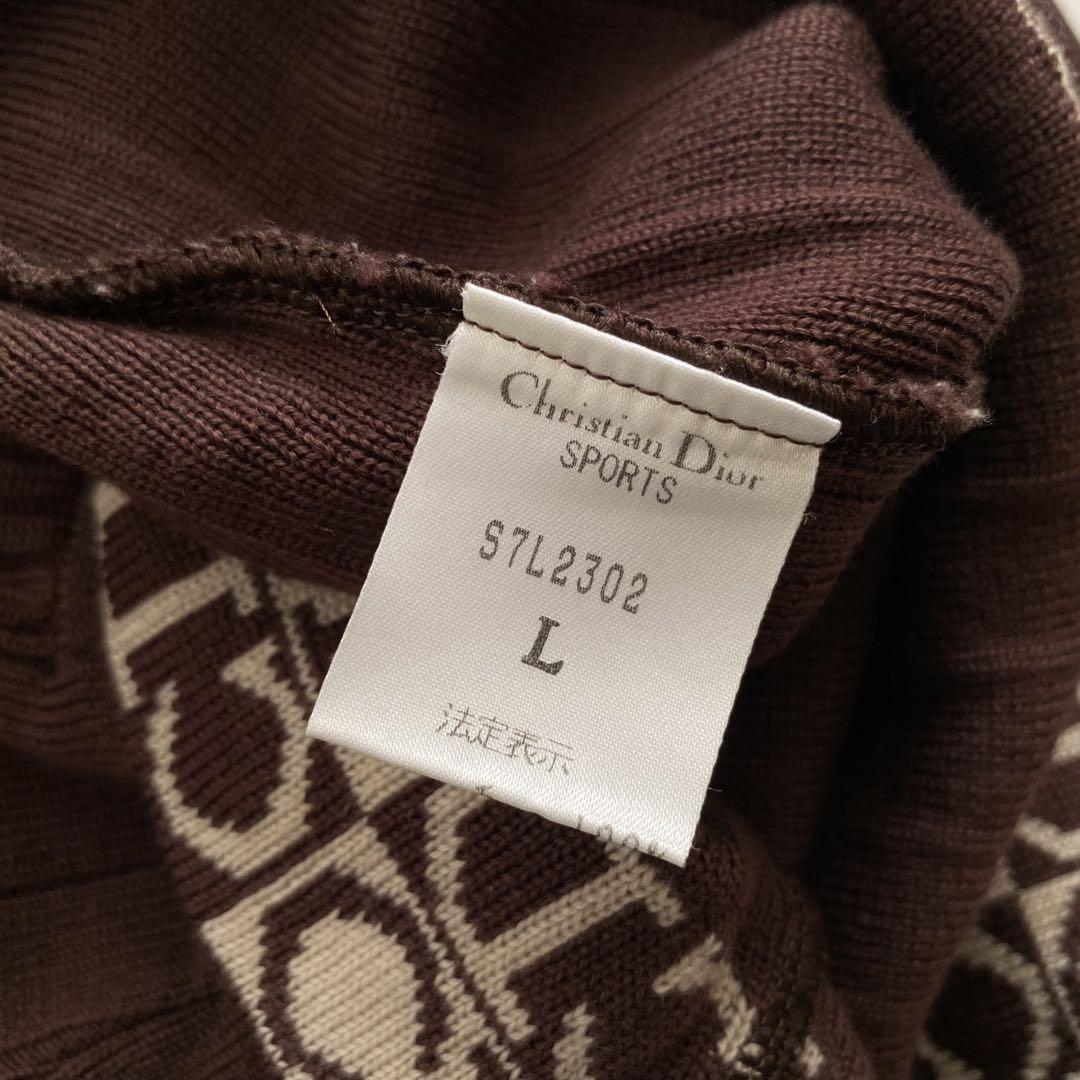 Christian Dior
SPORTS
S7L2302
L
法定表示